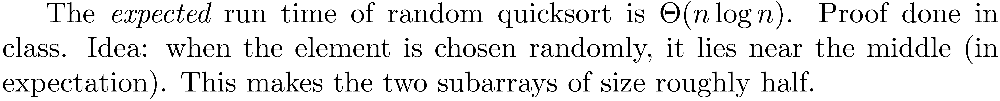 The expected run time of random quicksort is Θ(n log n). Proof done in
class. Idea: when the element is chosen randomly, it lies near the middle (in
expectation). This makes the two subarrays of size roughly half.